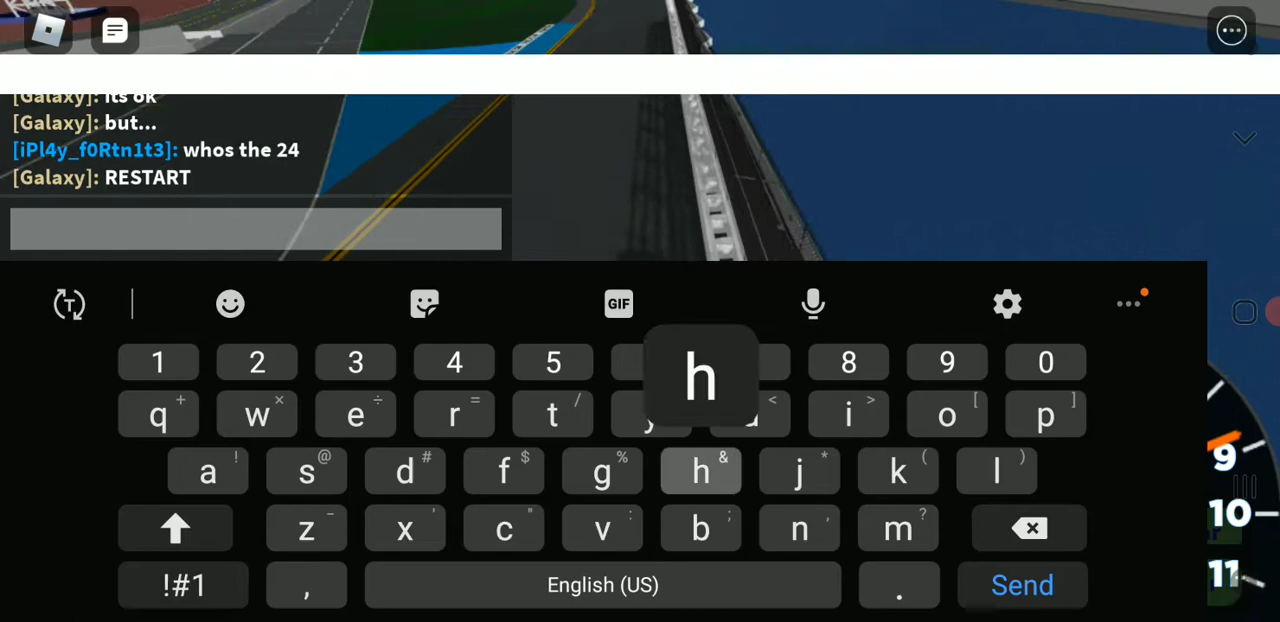 [Galaxy]: its ok
[Galaxy]: but...
[iPl4y_f0Rtn1t3]: whos the 24
[Galaxy]: RESTART
T
GIF
h
1 2 3 4 5 8 9 0
q + w × e ÷ r = t / y < i > o [ p ]
a ! s @ d # f $ g % h & j * k ( l )
z - x ' c " v : b ; n , m ?
!#1 , English (US) . Send
9
10
11